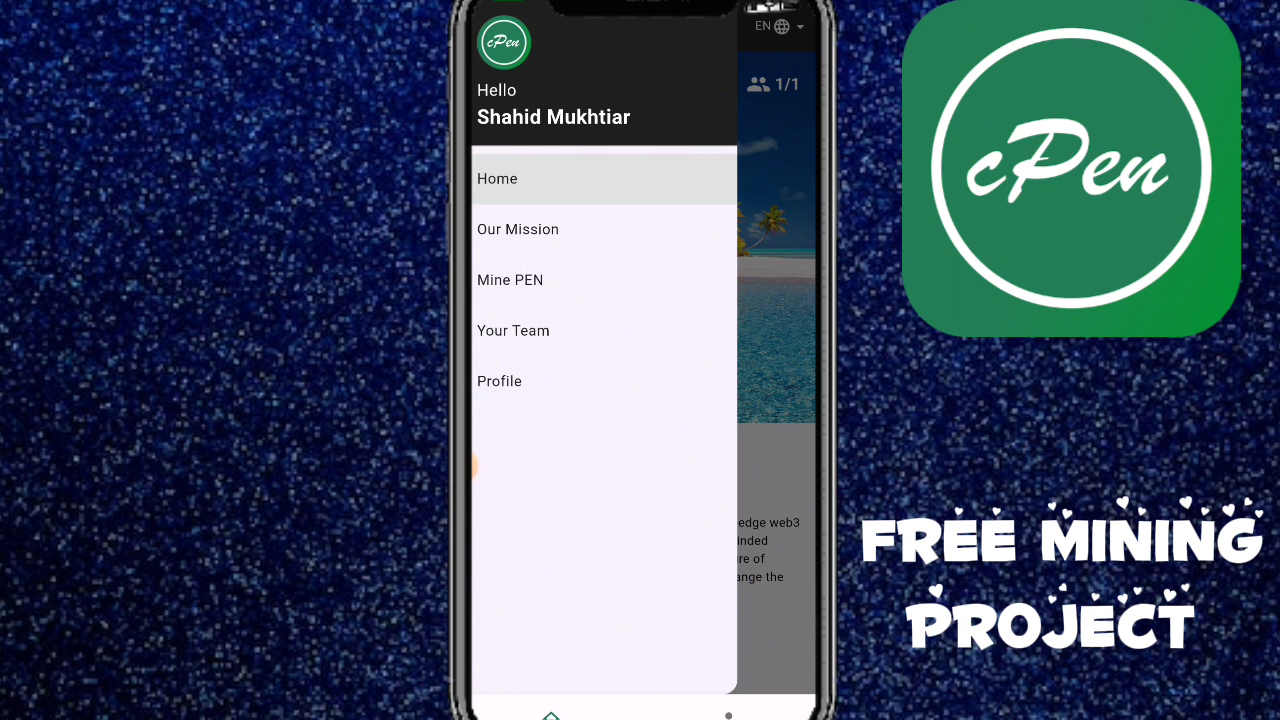 cPen
Hello
Shahid Mukhtiar
Home
Our Mission
Mine PEN
Your Team
Profile
EN
1/1
edge web3
inded
re of
ange the
cPen
FREE MINING
PROJECT